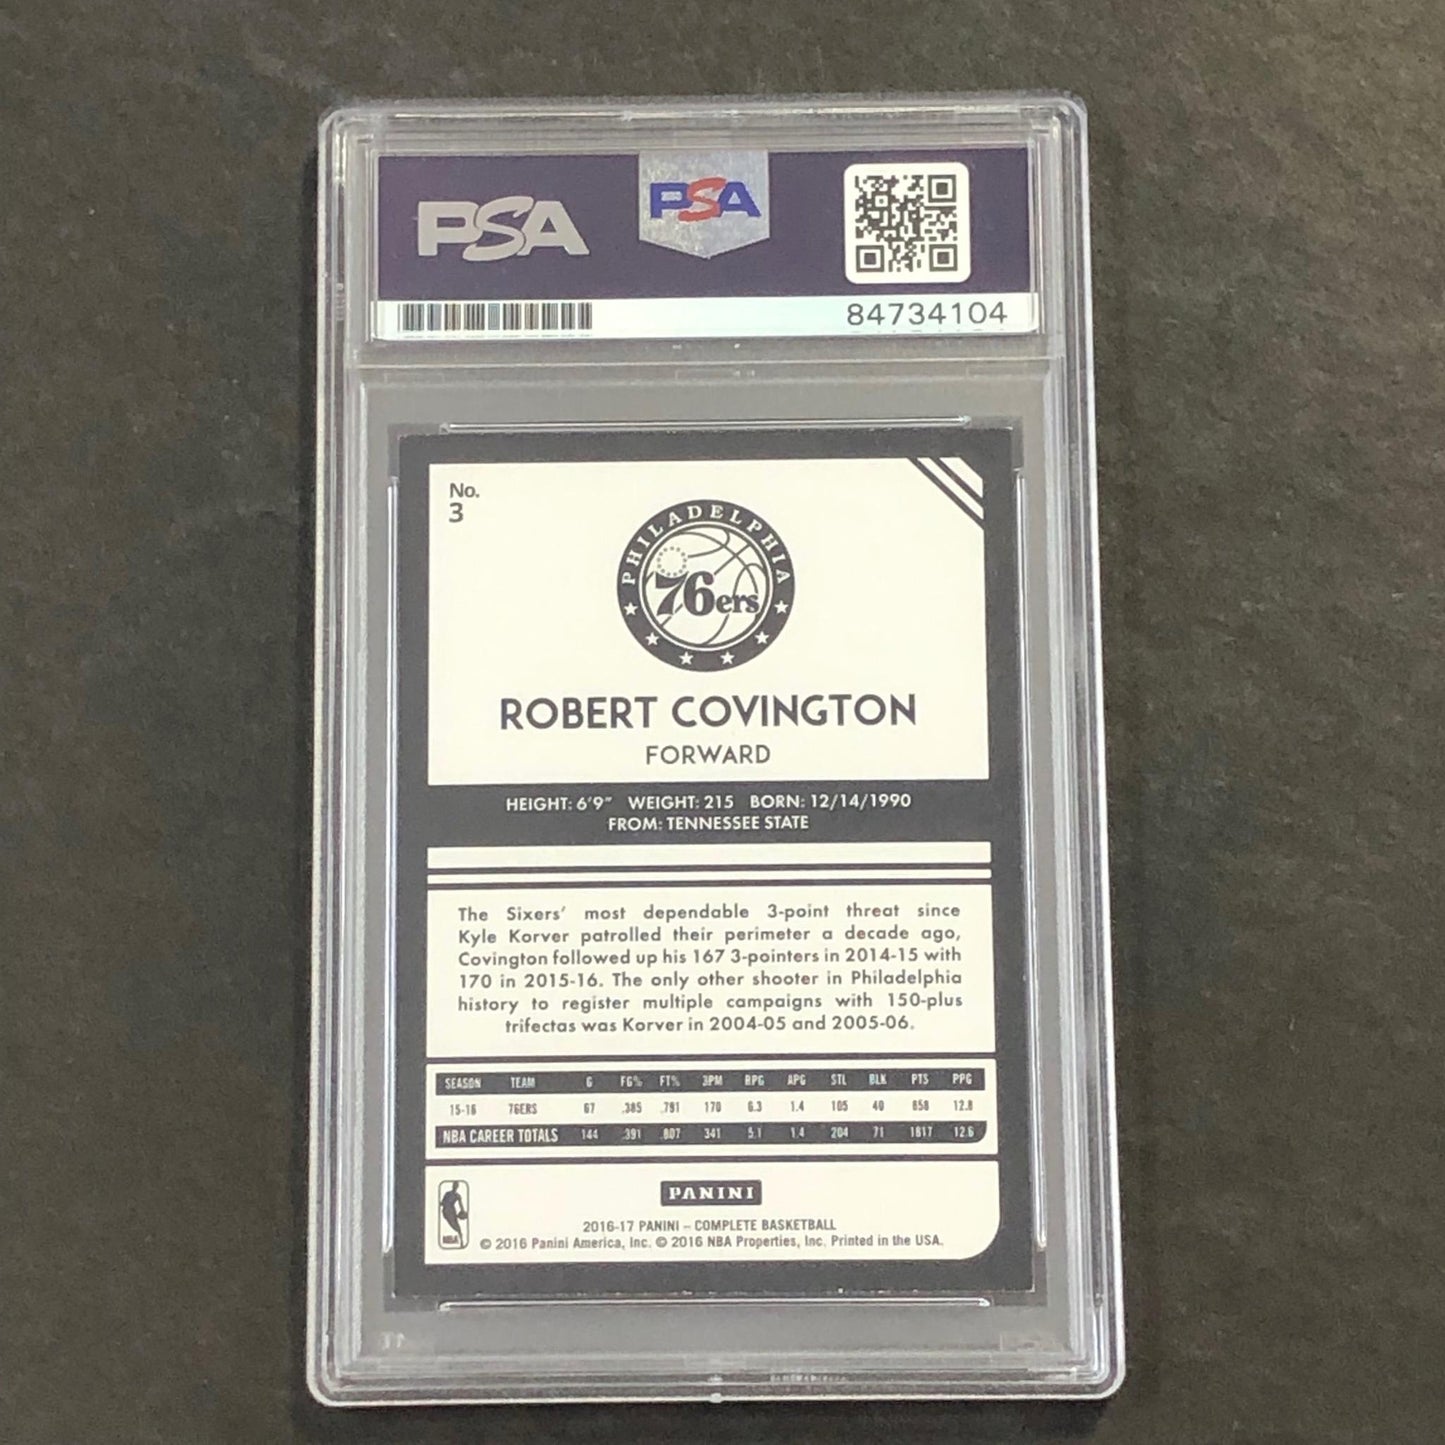 PSA
PSA
84734104
No.
3
PHILADELPHIA
76ers
ROBERT COVINGTON
FORWARD
HEIGHT: 6'9" WEIGHT: 215 BORN: 12/14/1990
FROM: TENNESSEE STATE
The Sixers' most dependable 3-point threat since
Kyle Korver patrolled their perimeter a decade ago,
Covington followed up his 167 3-pointers in 2014-15 with
170 in 2015-16. The only other shooter in Philadelphia
history to register multiple campaigns with 150-plus
trifectas was Korver in 2004-05 and 2005-06.
SEASON TEAM G FG% FT% 3PM RPG APG STL BLK PTS PPG
15-16 76ERS 67 .385 .791 170 6.3 1.4 105 40 858 12.8
NBA CAREER TOTALS 144 .391 .807 341 5.1 1.4 204 71 1817 12.6
PANINI
NBA
2016-17 PANINI – COMPLETE BASKETBALL
© 2016 Panini America, Inc. © 2016 NBA Properties, Inc. Printed in the USA.